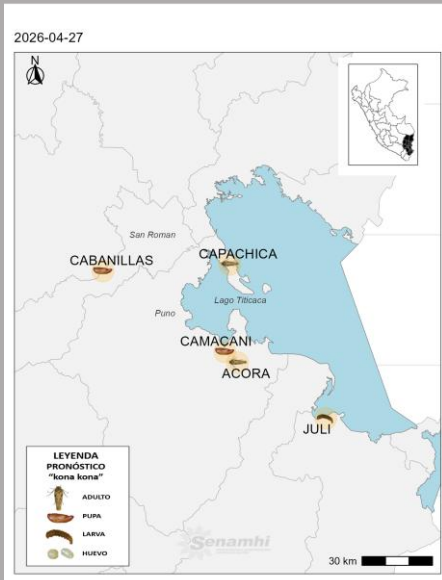 2026-04-27
N
San Roman
CAPACHICA
CABANILLAS
Lago Titicaca
Puno
CAMACANI
ACORA
JULI
LEYENDA
PRONÓSTICO
"kona kona"
ADULTO
PUPA
LARVA
HUEVO
Senamhi
30 km